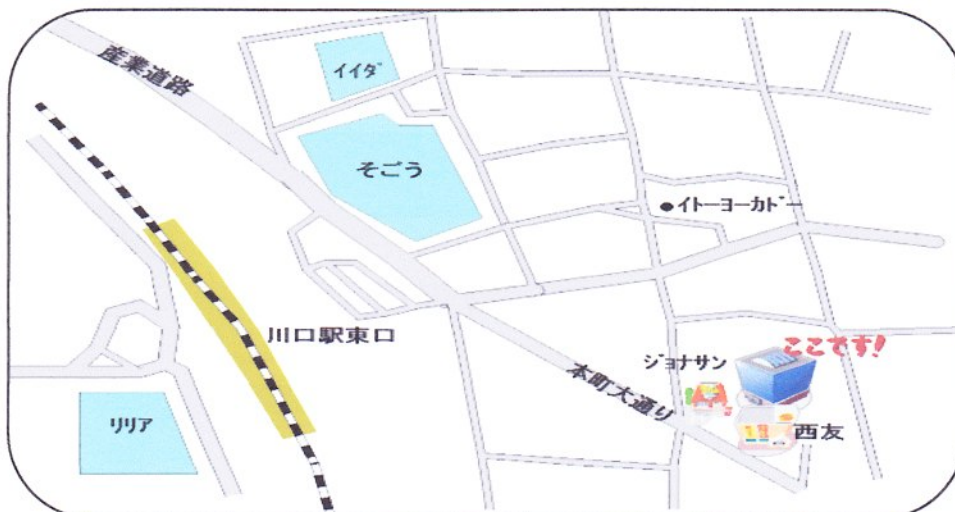 産業道路
イイダ
そごう
●イトーヨーカドー
川口駅東口
ジョナサン
ここです!
本町大通り
リリア
西友